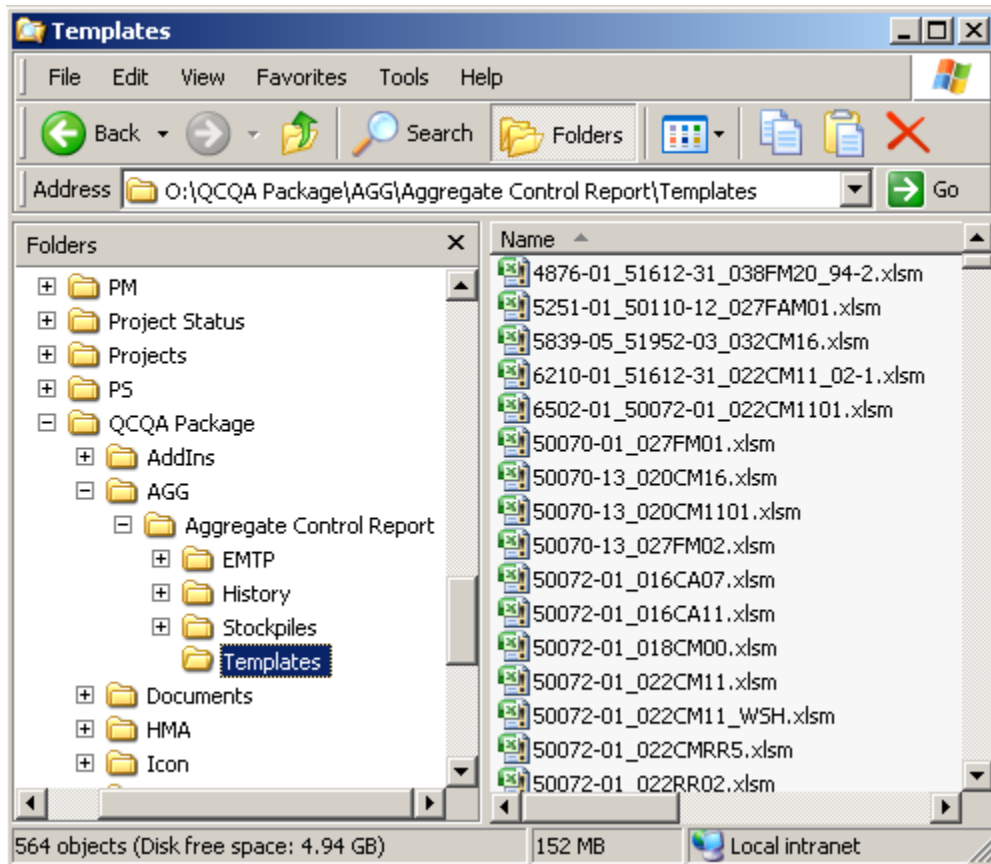 Templates
File Edit View Favorites Tools Help
Back Search Folders
Address O:\QCQA Package\AGG\Aggregate Control Report\Templates Go
Folders
PM
Project Status
Projects
PS
QCQA Package
AddIns
AGG
Aggregate Control Report
EMTP
History
Stockpiles
Templates
Documents
HMA
Icon
Name
4876-01_51612-31_038FM20_94-2.xlsm
5251-01_50110-12_027FAM01.xlsm
5839-05_51952-03_032CM16.xlsm
6210-01_51612-31_022CM11_02-1.xlsm
6502-01_50072-01_022CM1101.xlsm
50070-01_027FM01.xlsm
50070-13_020CM16.xlsm
50070-13_020CM1101.xlsm
50070-13_027FM02.xlsm
50072-01_016CA07.xlsm
50072-01_016CA11.xlsm
50072-01_018CM00.xlsm
50072-01_022CM11.xlsm
50072-01_022CM11_WSH.xlsm
50072-01_022CMRR5.xlsm
50072-01_022RR02.xlsm
564 objects (Disk free space: 4.94 GB) 152 MB Local intranet